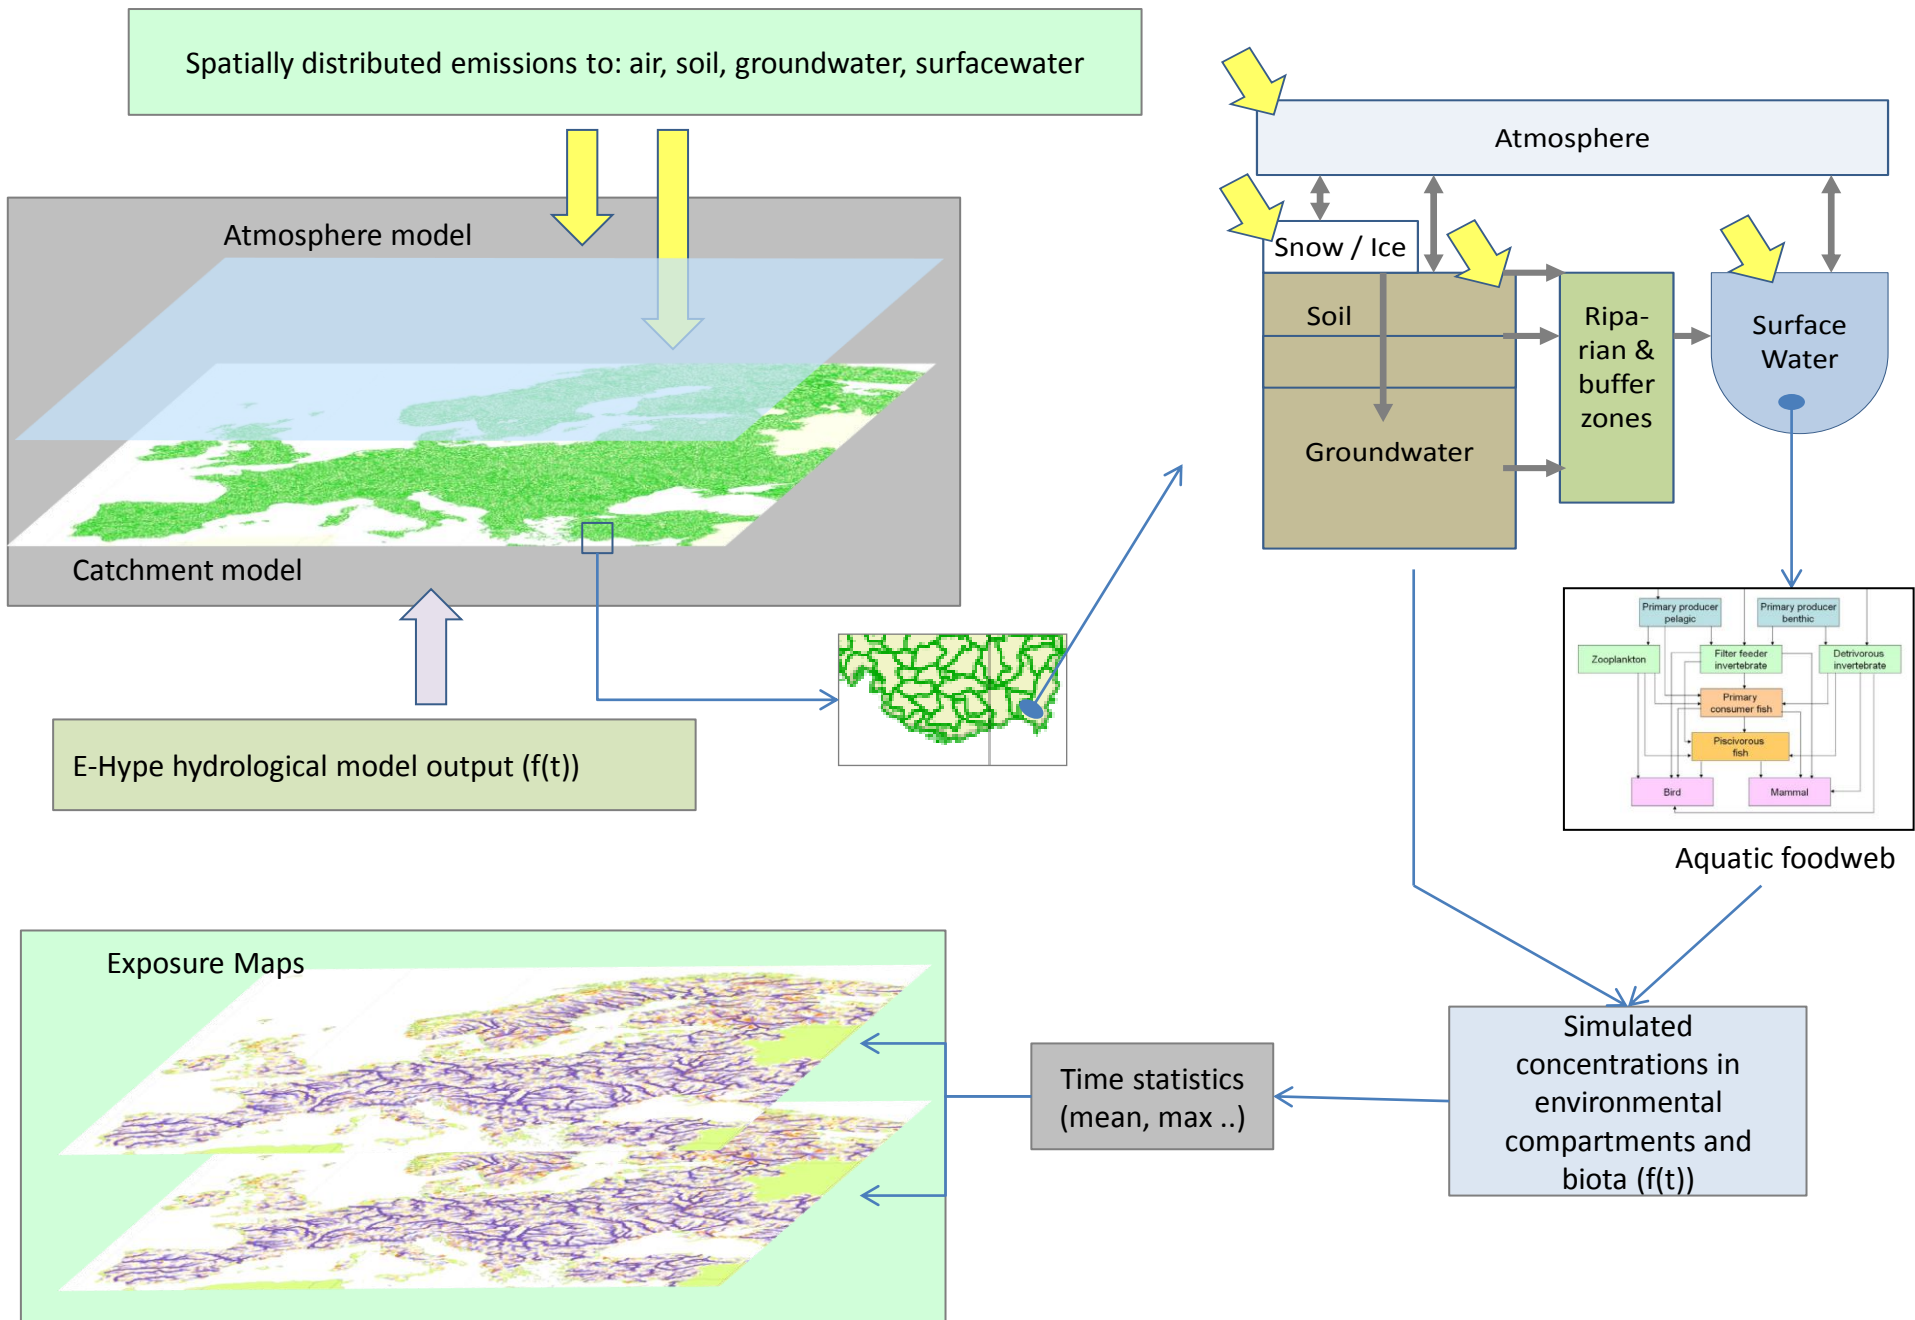 Spatially distributed emissions to: air, soil, groundwater, surfacewater
Atmosphere model
Catchment model
E-Hype hydrological model output (f(t))
Atmosphere
Snow / Ice
Soil
Groundwater
Ripa-
rian &
buffer
zones
Surface
Water
Primary producer
pelagic
Primary producer
benthic
Zooplankton
Filter feeder
invertebrate
Detrivorous
invertebrate
Primary
consumer fish
Piscivorous
fish
Bird
Mammal
Aquatic foodweb
Simulated
concentrations in
environmental
compartments and
biota (f(t))
Time statistics
(mean, max ..)
Exposure Maps